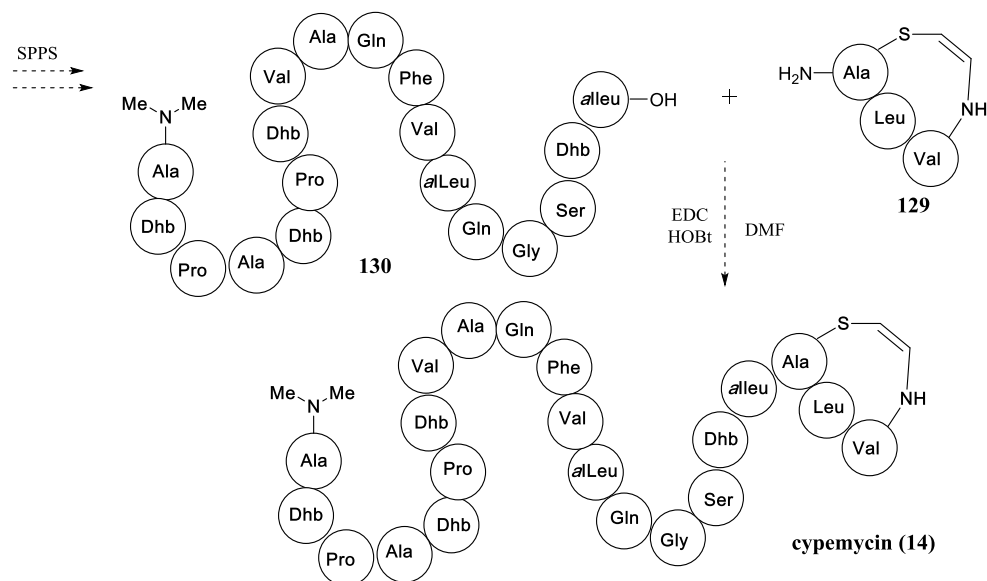 SPPS
Me
N
Me
Ala
Dhb
Pro
Ala
Dhb
Pro
Dhb
Val
Ala
Gln
Phe
Val
aILeu
Gln
Gly
Ser
Dhb
aIleu
OH
130
+
H₂N
Ala
S
Leu
Val
NH
129
EDC
HOBt
DMF
Me
N
Me
Ala
Dhb
Pro
Ala
Dhb
Pro
Dhb
Val
Ala
Gln
Phe
Val
aILeu
Gln
Gly
Ser
Dhb
aIleu
Ala
S
Leu
Val
NH
cypemycin (14)